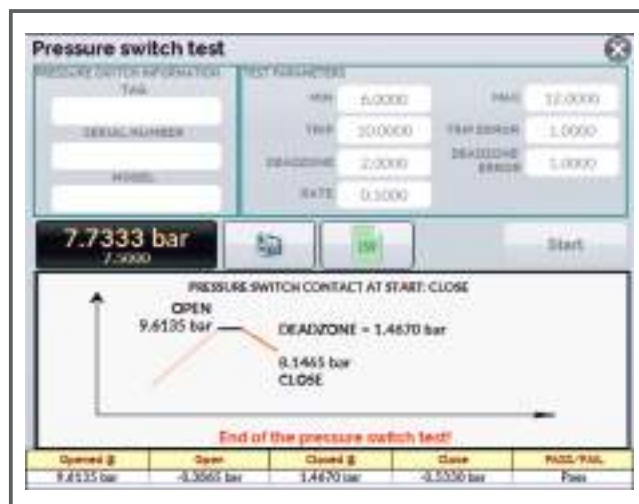 Pressure switch test
PRESSURE SWITCH INFORMATION
TEST PARAMETERS
TAG
MIN 6.0000 MAX 12.0000
SERIAL NUMBER
TRIP 10.0000 TRIP ERROR 1.0000
MODEL
DEADZONE 2.0000 DEADZONE ERROR 1.0000
RATE 0.1000
7.7333 bar
7.5000
CSV
Start
PRESSURE SWITCH CONTACT AT START: CLOSE
OPEN
9.6135 bar
DEADZONE = 1.4670 bar
8.1465 bar
CLOSE
End of the pressure switch test!
Opened @ Open Closed @ Close PASS/FAIL
9.6135 bar -0.3865 bar 1.4670 bar -0.5330 bar Pass